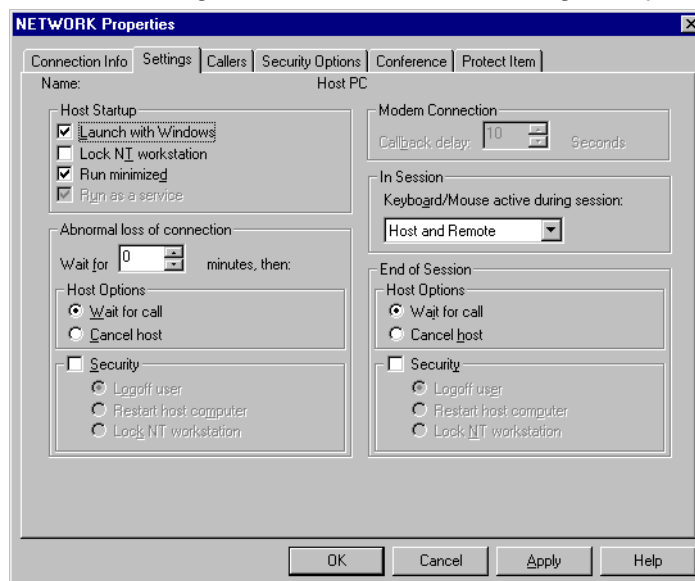 NETWORK Properties
Connection Info Settings Callers Security Options Conference Protect Item
Name: Host PC
Host Startup
Launch with Windows
Lock NT workstation
Run minimized
Run as a service
Abnormal loss of connection
Wait for 0 minutes, then:
Host Options
Wait for call
Cancel host
Security
Logoff user
Restart host computer
Lock NT workstation
Modem Connection
Callback delay: 10 Seconds
In Session
Keyboard/Mouse active during session:
Host and Remote
End of Session
Host Options
Wait for call
Cancel host
Security
Logoff user
Restart host computer
Lock NT workstation
OK Cancel Apply Help